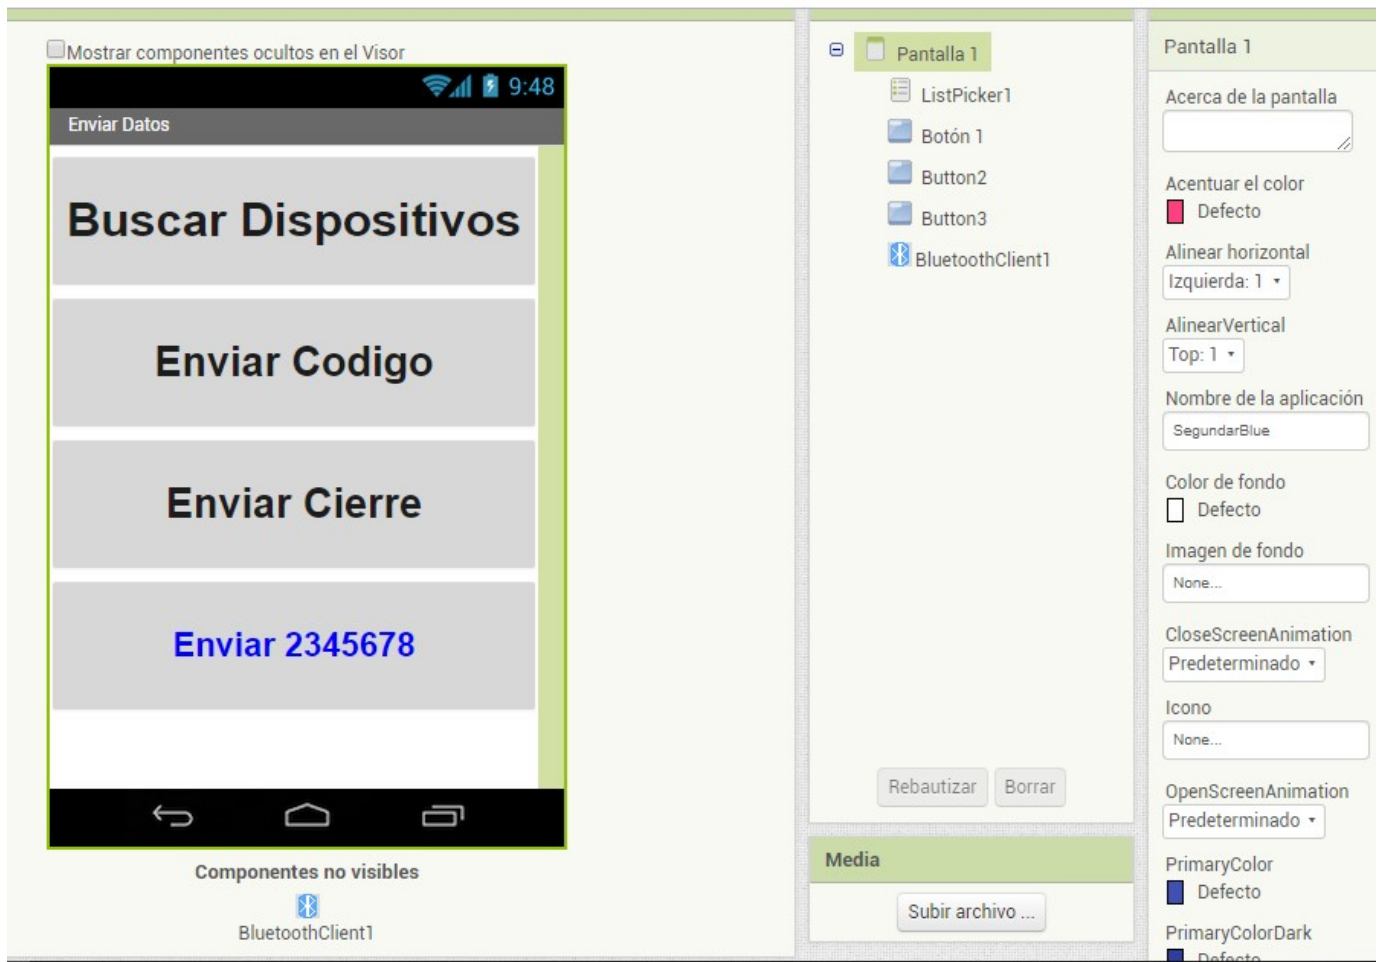 Mostrar componentes ocultos en el Visor
9:48
Enviar Datos
Buscar Dispositivos
Enviar Codigo
Enviar Cierre
Enviar 2345678
Componentes no visibles
BluetoothClient1
Pantalla 1
ListPicker1
Botón 1
Button2
Button3
BluetoothClient1
Rebautizar Borrar
Media
Subir archivo ...
Pantalla 1
Acerca de la pantalla
Acentuar el color
Defecto
Alinear horizontal
Izquierda: 1
AlinearVertical
Top: 1
Nombre de la aplicación
SegundarBlue
Color de fondo
Defecto
Imagen de fondo
None...
CloseScreenAnimation
Predeterminado
Icono
None...
OpenScreenAnimation
Predeterminado
PrimaryColor
Defecto
PrimaryColorDark
Defecto